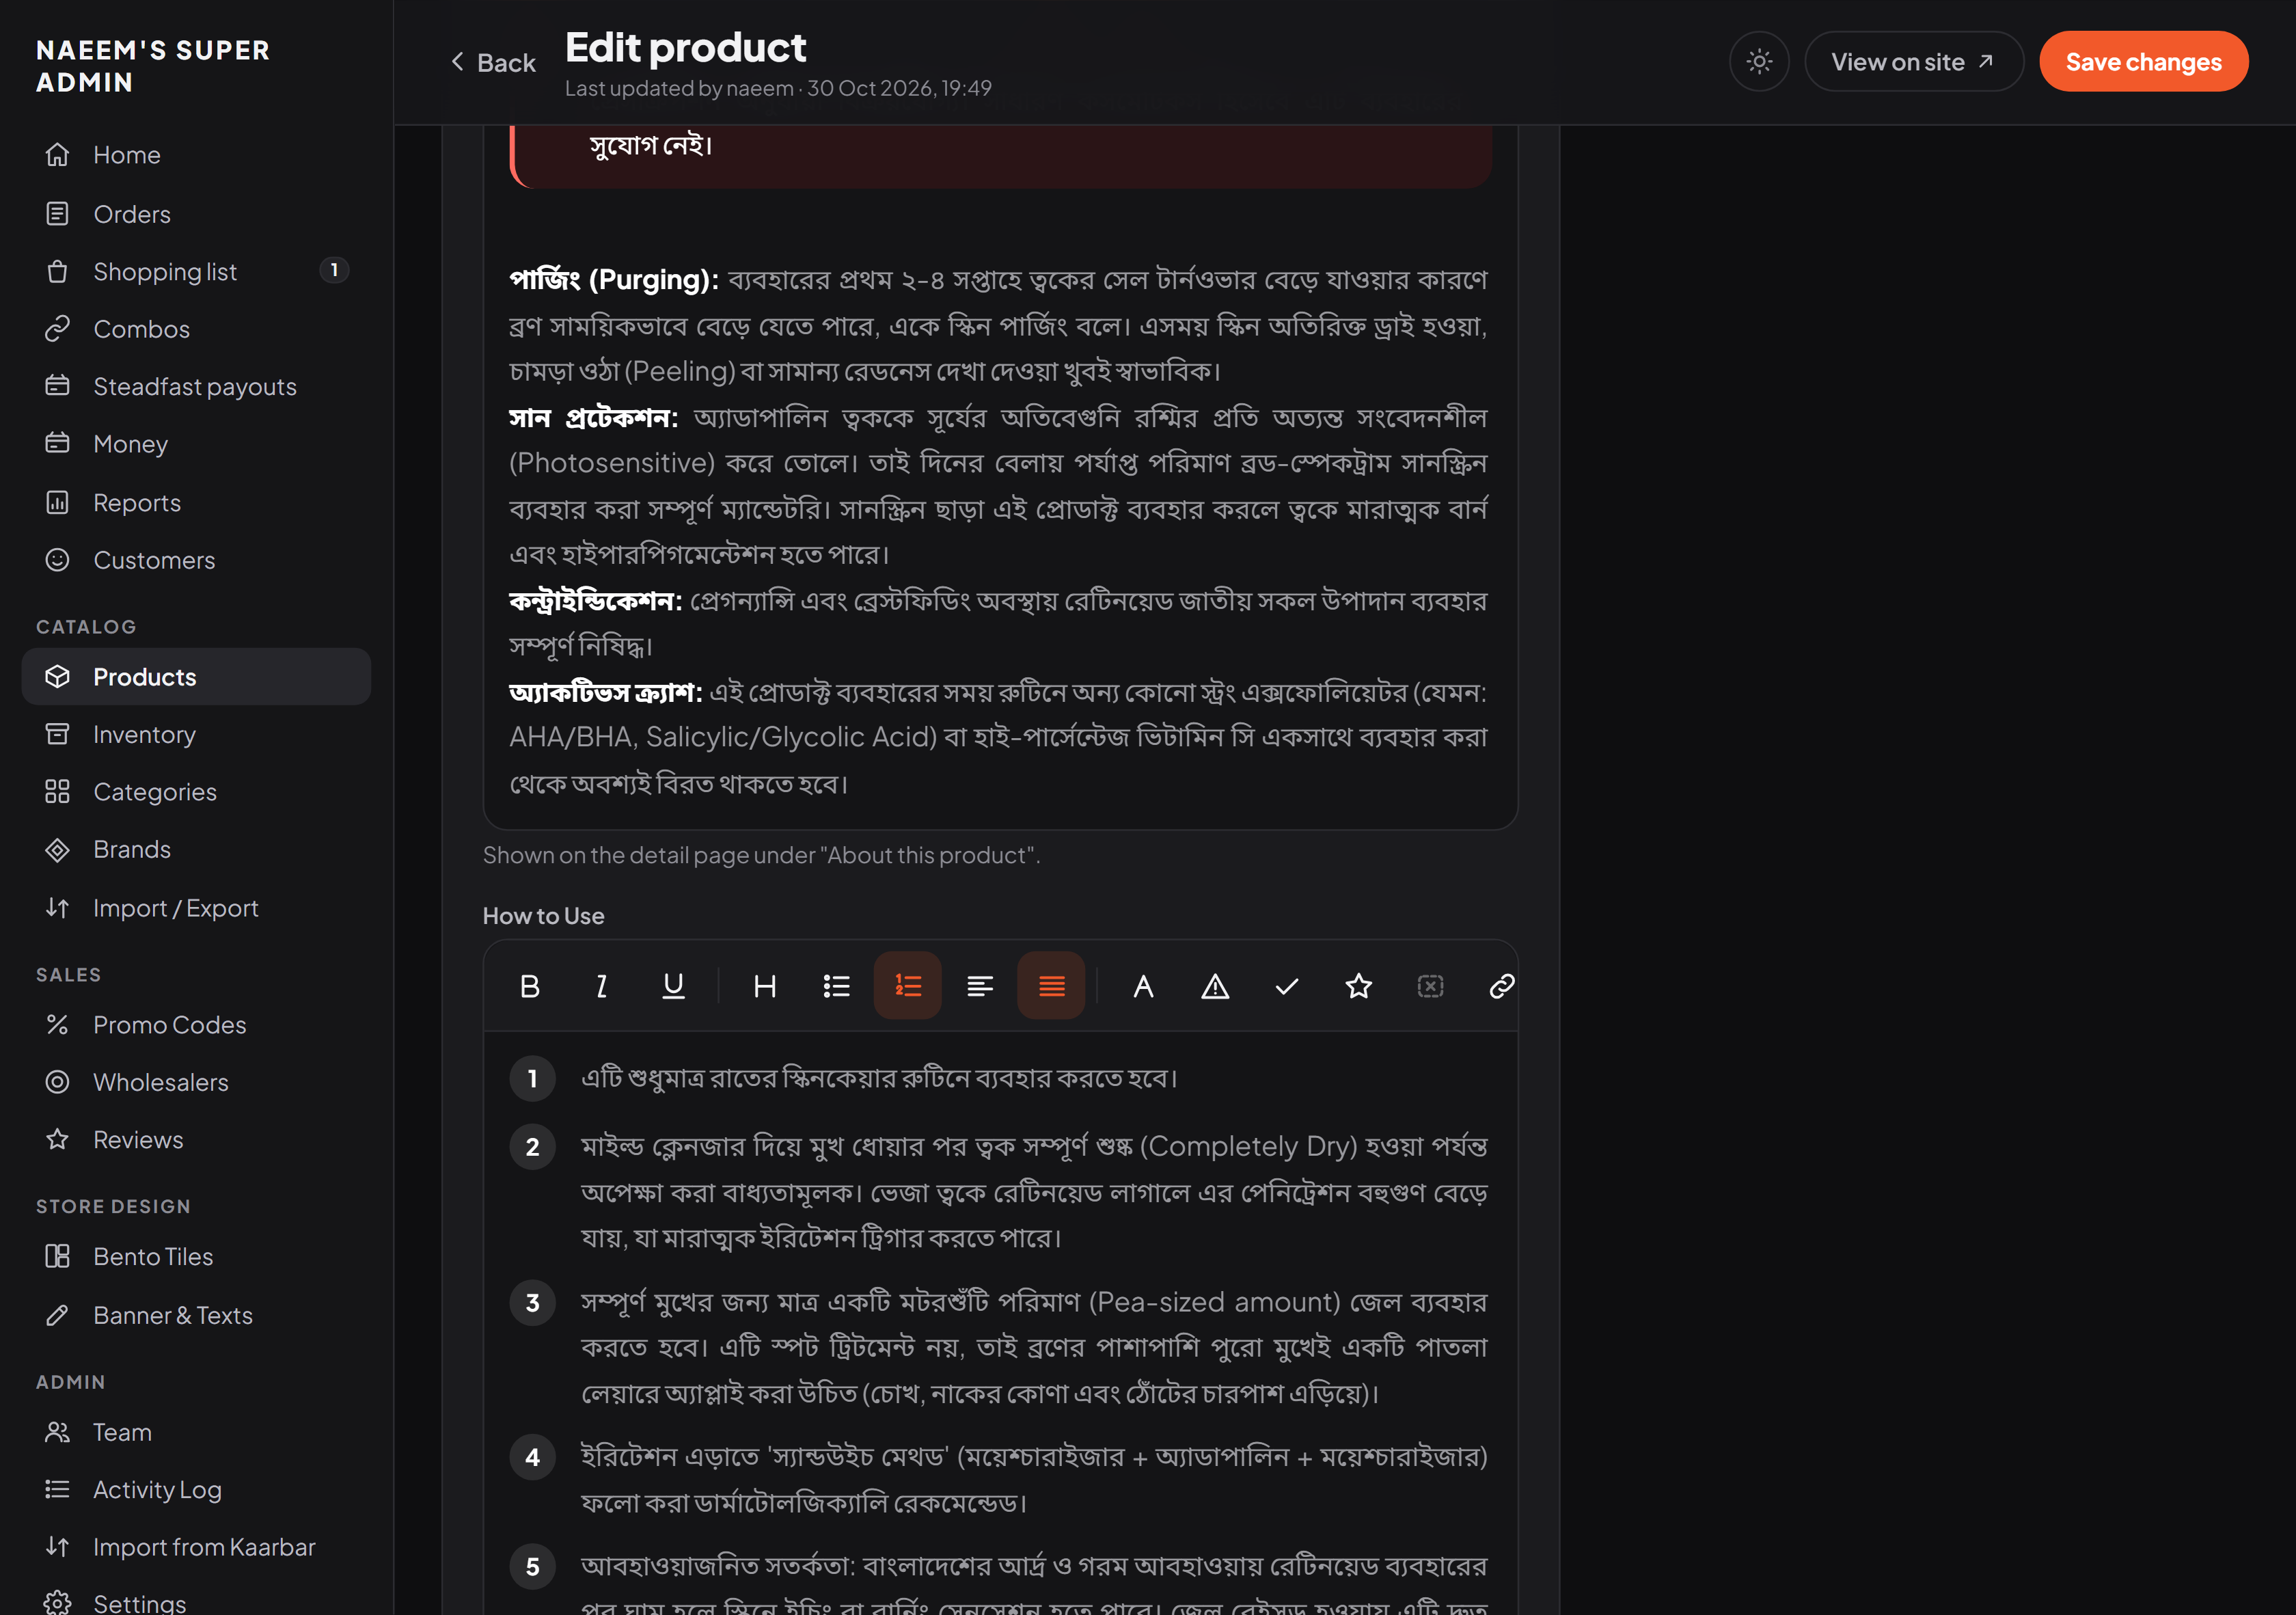 NAEEM'S SUPER
ADMIN
Home
Orders
Shopping list
1
Combos
Steadfast payouts
Money
Reports
Customers
CATALOG
Products
Inventory
Categories
Brands
Import / Export
SALES
Promo Codes
Wholesalers
Reviews
STORE DESIGN
Bento Tiles
Banner & Texts
ADMIN
Team
Activity Log
Import from Kaarbar
Settings
Back
Edit product
Last updated by naeem · 30 Oct 2026, 19:49
View on site
Save changes
সুযোগ নেই।
পার্জিং (Purging): ব্যবহারের প্রথম ২-৪ সপ্তাহে ত্বকের সেল টার্নওভার বেড়ে যাওয়ার কারণে
ব্রণ সাময়িকভাবে বেড়ে যেতে পারে, একে স্কিন পার্জিং বলে। এসময় স্কিন অতিরিক্ত ড্রাই হওয়া,
চামড়া ওঠা (Peeling) বা সামান্য রেডনেস দেখা দেওয়া খুবই স্বাভাবিক।
সান প্রটেকশন: অ্যাডাপালিন ত্বককে সূর্যের অতিবেগুনি রশ্মির প্রতি অত্যন্ত সংবেদনশীল
(Photosensitive) করে তোলে। তাই দিনের বেলায় পর্যাপ্ত পরিমাণ ব্রড-স্পেকট্রাম সানস্ক্রিন
ব্যবহার করা সম্পূর্ণ ম্যান্ডেটরি। সানস্ক্রিন ছাড়া এই প্রোডাক্ট ব্যবহার করলে ত্বকে মারাত্মক বার্ন
এবং হাইপারপিগমেন্টেশন হতে পারে।
কন্ট্রাইন্ডিকেশন: প্রেগন্যান্সি এবং ব্রেস্টফিডিং অবস্থায় রেটিনয়েড জাতীয় সকল উপাদান ব্যবহার
সম্পূর্ণ নিষিদ্ধ।
অ্যাকটিভস ক্র্যাশ: এই প্রোডাক্ট ব্যবহারের সময় রুটিনে অন্য কোনো স্ট্রং এক্সফোলিয়েটর (যেমন:
AHA/BHA, Salicylic/Glycolic Acid) বা হাই-পার্সেন্টেজ ভিটামিন সি একসাথে ব্যবহার করা
থেকে অবশ্যই বিরত থাকতে হবে।
Shown on the detail page under "About this product".
How to Use
1 এটি শুধুমাত্র রাতের স্কিনকেয়ার রুটিনে ব্যবহার করতে হবে।
2 মাইল্ড ক্লেনজার দিয়ে মুখ ধোয়ার পর ত্বক সম্পূর্ণ শুষ্ক (Completely Dry) হওয়া পর্যন্ত
অপেক্ষা করা বাধ্যতামূলক। ভেজা ত্বকে রেটিনয়েড লাগালে এর পেনিট্রেশন বহুগুণ বেড়ে
যায়, যা মারাত্মক ইরিটেশন ট্রিগার করতে পারে।
3 সম্পূর্ণ মুখের জন্য মাত্র একটি মটরশুঁটি পরিমাণ (Pea-sized amount) জেল ব্যবহার
করতে হবে। এটি স্পট ট্রিটমেন্ট নয়, তাই ব্রণের পাশাপাশি পুরো মুখেই একটি পাতলা
লেয়ারে অ্যাপ্লাই করা উচিত (চোখ, নাকের কোণা এবং ঠোঁটের চারপাশ এড়িয়ে)।
4 ইরিটেশন এড়াতে 'স্যান্ডউইচ মেথড' (ময়েশ্চারাইজার + অ্যাডাপালিন + ময়েশ্চারাইজার)
ফলো করা ডার্মাটোলজিক্যালি রেকমেন্ডেড।
5 আবহাওয়াজনিত সতর্কতা: বাংলাদেশের আর্দ্র ও গরম আবহাওয়ায় রেটিনয়েড ব্যবহারের
পর ঘাম হলে স্কিনে ইচিং বা বার্নিং সেনসেশন হতে পারে। জেল বেইসড হওয়ায় এটি দ্রুত